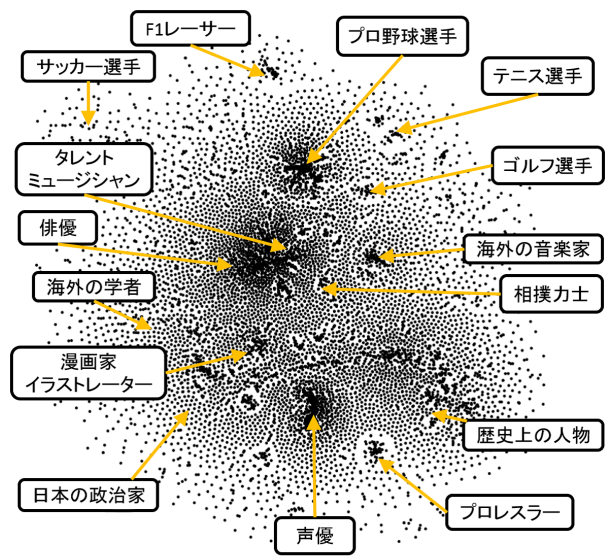 F1レーサー
プロ野球選手
サッカー選手
テニス選手
タレント
ミュージシャン
ゴルフ選手
俳優
海外の音楽家
海外の学者
相撲力士
漫画家
イラストレーター
歴史上の人物
日本の政治家
プロレスラー
声優